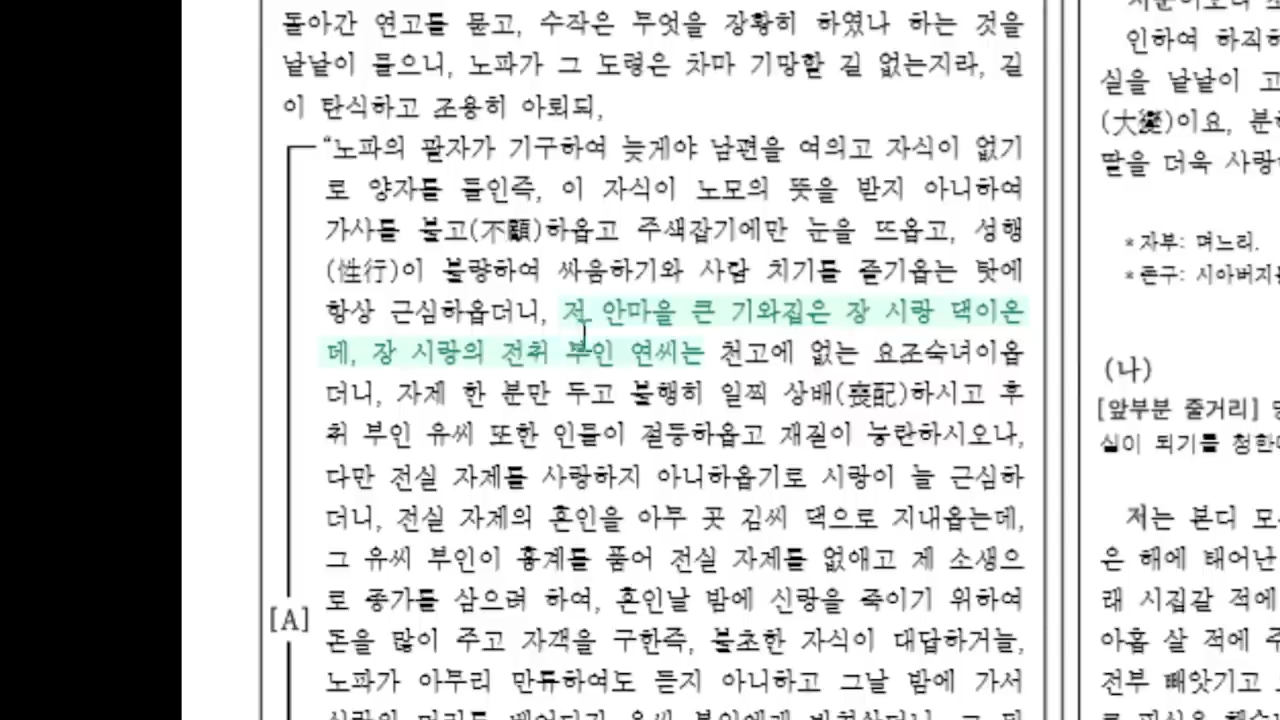 돌아간 연고를 묻고, 수작은 무엇을 장황히 하였나 하는 것을
낱낱이 물으니, 노파가 그 도령은 차마 기망할 길 없는지라, 길
이 탄식하고 조용히 아뢰되,
“노파의 팔자가 기구하여 늦게야 남편을 여의고 자식이 없기
로 양자를 들인즉, 이 자식이 노모의 뜻을 받지 아니하여
가사를 불고(不顧)하옵고 주색잡기에만 눈을 뜨옵고, 성행
(性行)이 불량하여 싸움하기와 사람 치기를 즐기옵는 탓에
항상 근심하옵더니, 저 안마을 큰 기와집은 장 시랑 댁이온
데, 장 시랑의 전취 부인 연씨는 천고에 없는 요조숙녀이옵
더니, 자제 한 분만 두고 불행히 일찍 상배(喪配)하시고 후
취 부인 유씨 또한 인물이 절등하옵고 재질이 능란하시오나,
다만 전실 자제를 사랑하지 아니하옵기로 시랑이 늘 근심하
더니, 전실 자제의 혼인을 아무 곳 김씨 댁으로 지내옵는데,
그 유씨 부인이 흉계를 품어 전실 자제를 없애고 제 소생으
로 종가를 삼으려 하여, 혼인날 밤에 신랑을 죽이기 위하여
[A]
돈을 많이 주고 자객을 구한즉, 불초한 자식이 대답하거늘,
노파가 아무리 만류하여도 듣지 아니하고 그날 밤에 가서
인하여 하직하
실을 낱낱이 고
(大變)이요, 분
딸을 더욱 사랑
*자부: 며느리.
*존구: 시아버지
(나)
[앞부분 줄거리]
실이 되기를 청한
저는 본디 모
은 해에 태어난
래 시집갈 적에
아홉 살 적에 주
전부 빼앗기고